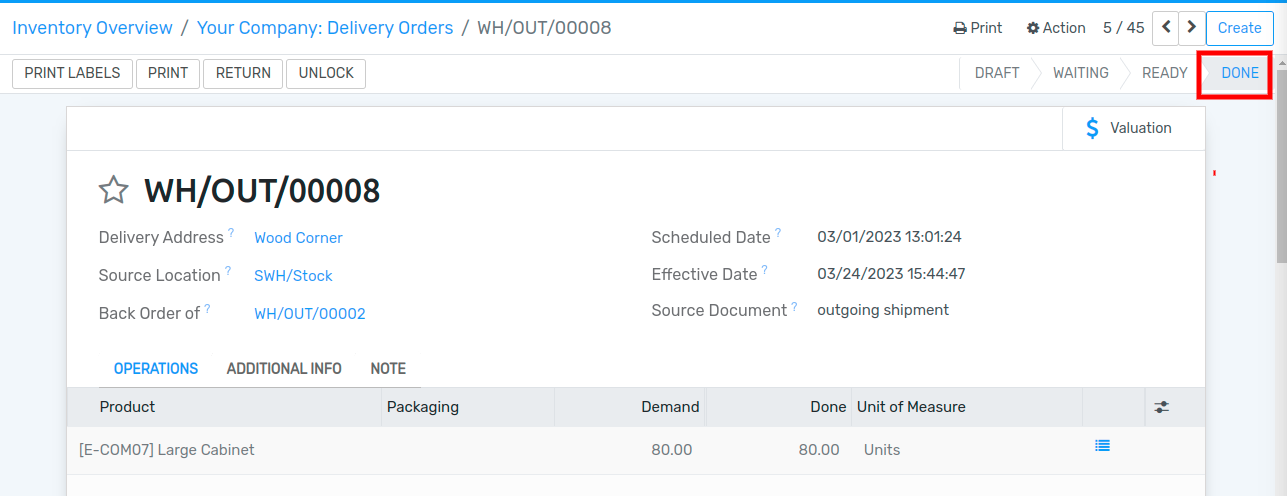 Inventory Overview / Your Company: Delivery Orders / WH/OUT/00008 Print Action 5 / 45 Create
PRINT LABELS PRINT RETURN UNLOCK DRAFT WAITING READY DONE
$ Valuation
WH/OUT/00008
Delivery Address ? Wood Corner Scheduled Date ? 03/01/2023 13:01:24
Source Location ? SWH/Stock Effective Date ? 03/24/2023 15:44:47
Back Order of ? WH/OUT/00002 Source Document ? outgoing shipment
OPERATIONS ADDITIONAL INFO NOTE
Product Packaging Demand Done Unit of Measure
[E-COM07] Large Cabinet 80.00 80.00 Units